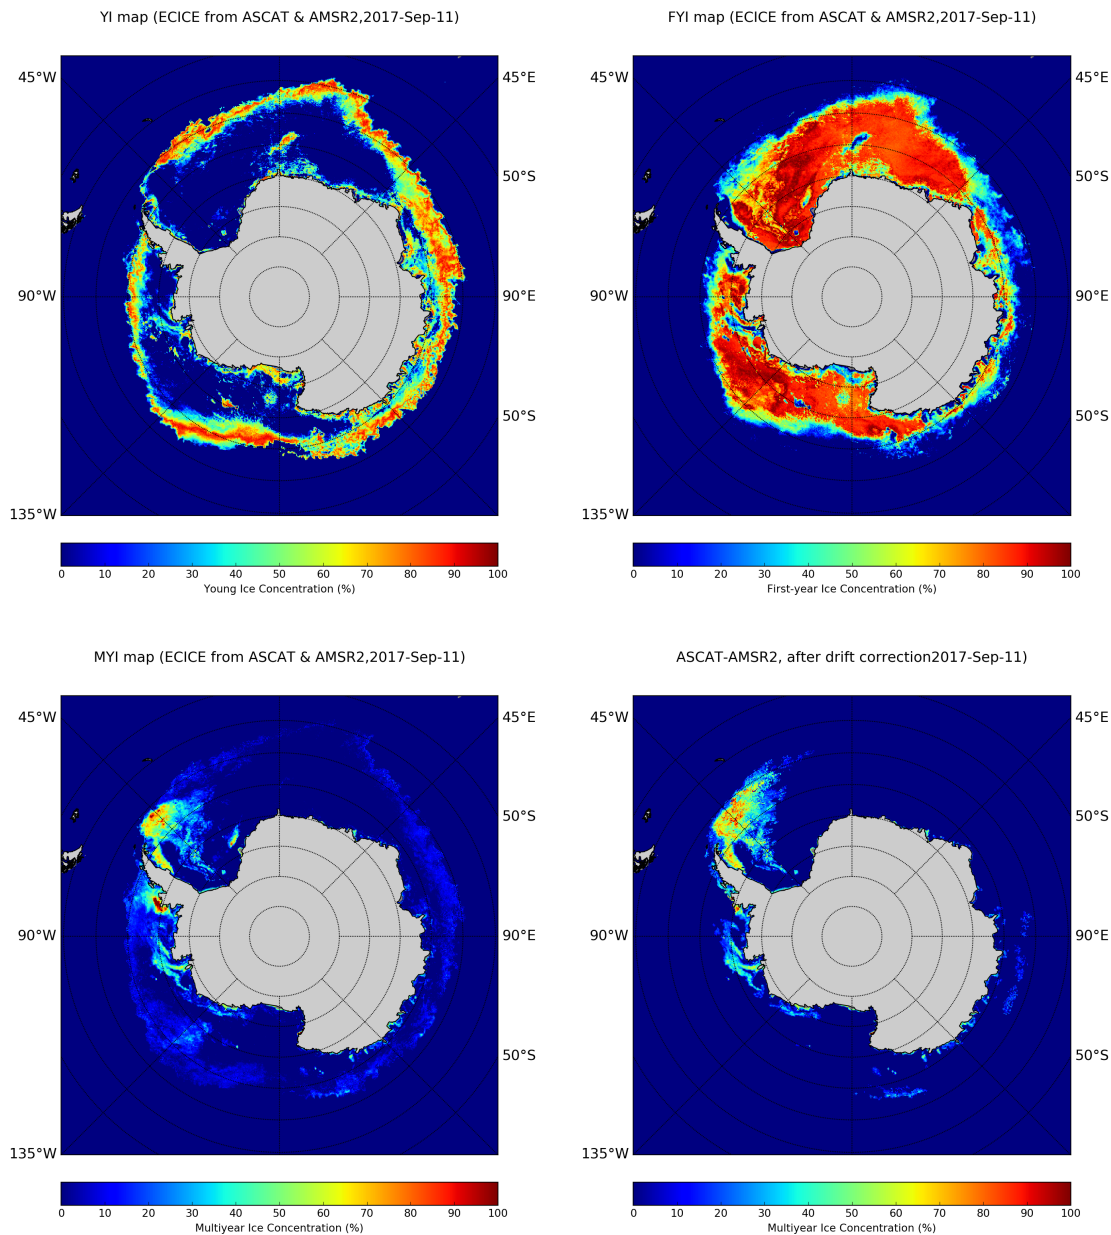 YI map (ECICE from ASCAT & AMSR2,2017-Sep-11)
FYI map (ECICE from ASCAT & AMSR2,2017-Sep-11)
45°W
45°E
45°W
45°E
50°S
50°S
90°W
90°E
90°W
90°E
50°S
50°S
135°W
135°W
0 10 20 30 40 50 60 70 80 90 100
Young Ice Concentration (%)
0 10 20 30 40 50 60 70 80 90 100
First-year Ice Concentration (%)
MYI map (ECICE from ASCAT & AMSR2,2017-Sep-11)
ASCAT-AMSR2, after drift correction2017-Sep-11)
45°W
45°E
45°W
45°E
50°S
50°S
90°W
90°E
90°W
90°E
50°S
50°S
135°W
135°W
0 10 20 30 40 50 60 70 80 90 100
Multiyear Ice Concentration (%)
0 10 20 30 40 50 60 70 80 90 100
Multiyear Ice Concentration (%)